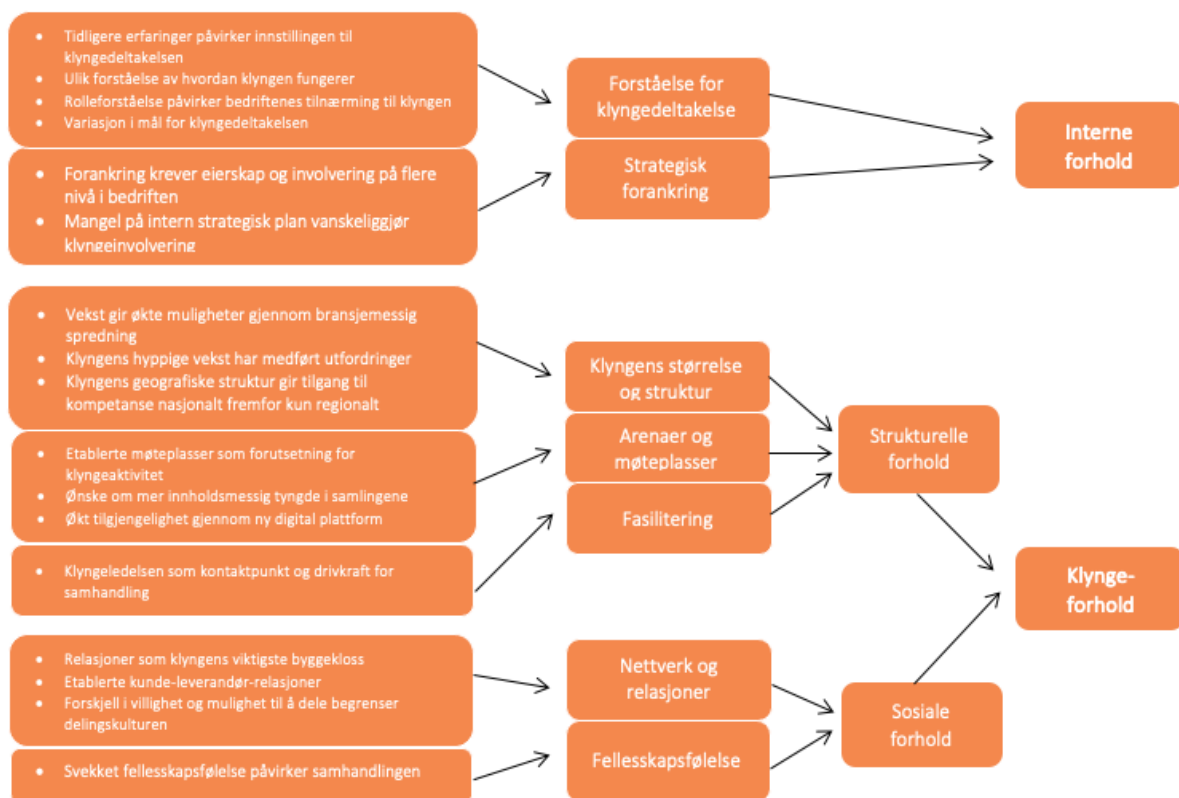 • Tidligere erfaringer påvirker innstillingen til
klyngedeltakelsen
• Ulik forståelse av hvordan klyngen fungerer
• Rolleforståelse påvirker bedriftenes tilnærming til klyngen
• Variasjon i mål for klyngedeltakelsen
• Forankring krever eierskap og involvering på flere
nivå i bedriften
• Mangel på intern strategisk plan vanskeliggjør
klyngeinvolvering
Forståelse for
klyngedeltakelse
Strategisk
forankring
Interne
forhold
• Vekst gir økte muligheter gjennom bransjemessig
spredning
• Klyngens hyppige vekst har medført utfordringer
• Klyngens geografiske struktur gir tilgang til
kompetanse nasjonalt fremfor kun regionalt
• Etablerte møteplasser som forutsetning for
klyngeaktivitet
• Ønske om mer innholdsmessig tyngde i samlingene
• Økt tilgjengelighet gjennom ny digital plattform
• Klyngeledelsen som kontaktpunkt og drivkraft for
samhandling
Klyngens størrelse
og struktur
Arenaer og
møteplasser
Fasilitering
Strukturelle
forhold
Klynge-
forhold
• Relasjoner som klyngens viktigste byggekloss
• Etablerte kunde-leverandør-relasjoner
• Forskjell i villighet og mulighet til å dele begrenser
delingskulturen
• Svekket fellesskapsfølelse påvirker samhandlingen
Nettverk og
relasjoner
Fellesskapsfølelse
Sosiale
forhold